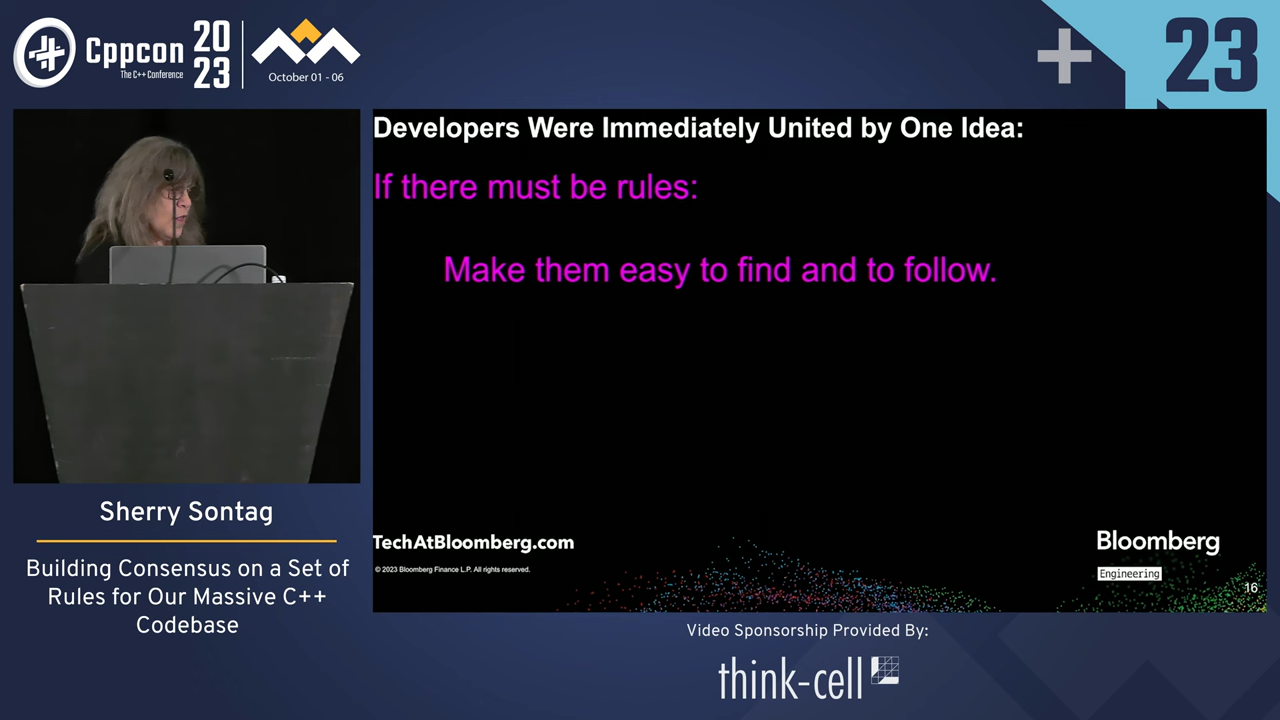 Cppcon
The C++ Conference
20
23
October 01 - 06
23
Developers Were Immediately United by One Idea:
If there must be rules:
Make them easy to find and to follow.
TechAtBloomberg.com
© 2023 Bloomberg Finance L.P. All rights reserved.
Bloomberg
Engineering
16
Sherry Sontag
Building Consensus on a Set of
Rules for Our Massive C++
Codebase
Video Sponsorship Provided By:
think-cell